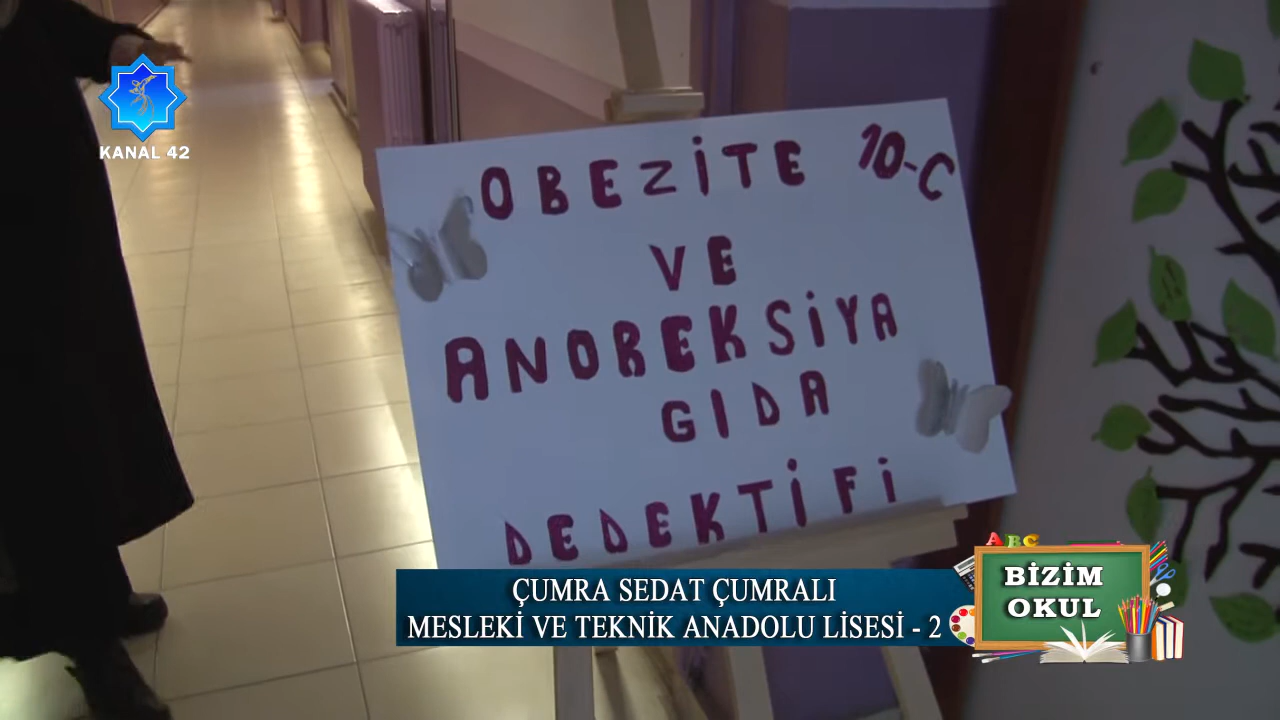 KANAL 42
OBEZİTE 10-C
VE
ANOREKSİYA
GIDA
DEDEKTİFİ
ABC
BİZİM
OKUL
ÇUMRA SEDAT ÇUMRALI
MESLEKİ VE TEKNİK ANADOLU LİSESİ - 2